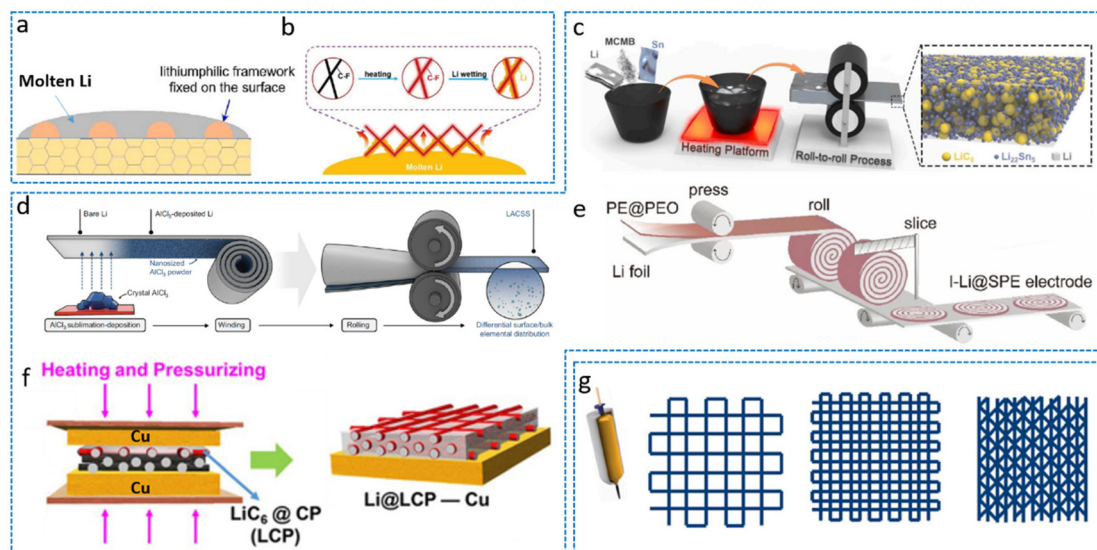 a
Molten Li
lithiumphilic framework
fixed on the surface
b
C-F
heating
C-F
Li wetting
Li
Molten Li
c
Li
MCMB
Sn
Heating Platform
Roll-to-roll Process
LiC₆
Li₂₂Sn₅
Li
d
Bare Li
AlCl₃-deposited Li
Nanosized
AlCl₃ powder
Crystal AlCl₃
AlCl₃ sublimation-deposition
Winding
Rolling
LACSS
Differential surface/bulk
elemental distribution
e
PE@PEO
press
roll
slice
Li foil
l-Li@SPE electrode
f
Heating and Pressurizing
Cu
Cu
LiC₆ @ CP
(LCP)
Li@LCP — Cu
g